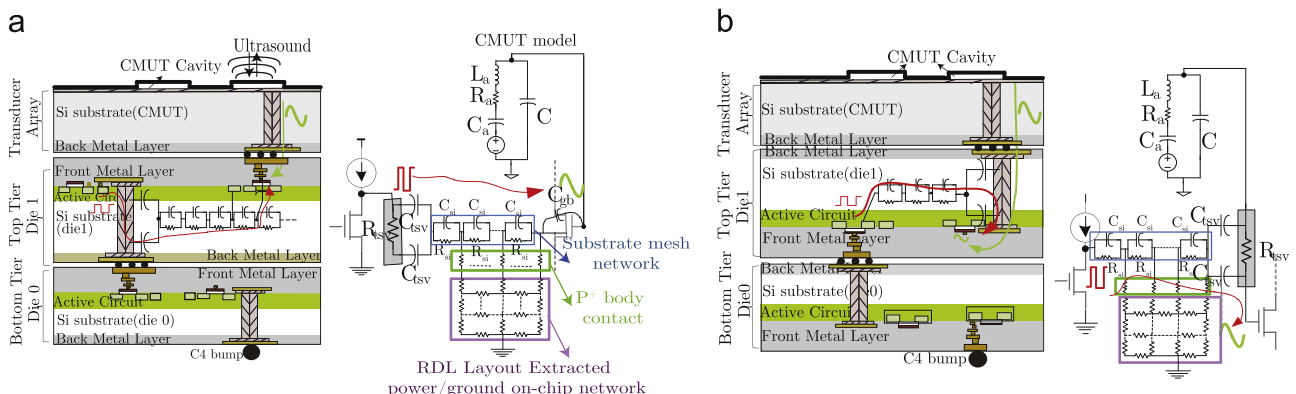 a
Ultrasound
CMUT Cavity
Transducer
Array
Si substrate(CMUT)
Back Metal Layer
Top Tier
Die 1
Front Metal Layer
Active Circ
Si substrate
(die1)
Back Metal Layer
Bottom Tier
Die 0
Front Metal Layer
Active Circuit
Si substrate(die 0)
Back Metal Layer
C4 bump
CMUT model
La
Ra
Ca
C
Rtsv
Ctsv
Ctsv
Csi
Csi
Csi
Rsi
Rsi
Rsi
Cgb
Substrate mesh
network
P+ body
contact
RDL Layout Extracted
power/ground on-chip network
b
CMUT Cavity
Transducer
Array
Si substrate(CMUT)
Back Metal Layer
Top Tier
Die 1
Back Metal Layer
Si substrate(die1)
Active Circuit
Front Metal Layer
Bottom Tier
Die0
Back Metal
Si substrate(
0)
Active Circuit
Front Metal Layer
C4 bump
La
Ra
Ca
C
Csi
Csi
Csi
Rsi
Rsi
R
Ctsv
Ctsv
Rtsv